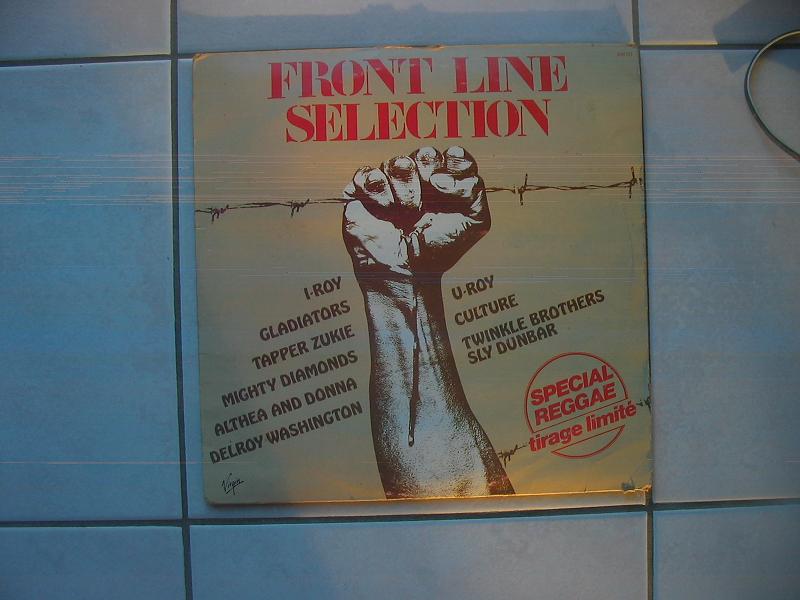 FRONT LINE
SELECTION
I-ROY
GLADIATORS
TAPPER ZUKIE
MIGHTY DIAMONDS
ALTHEA AND DONNA
DELROY WASHINGTON
U-ROY
CULTURE
TWINKLE BROTHERS
SLY DUNBAR
SPECIAL
REGGAE
tirage limité
Virgin